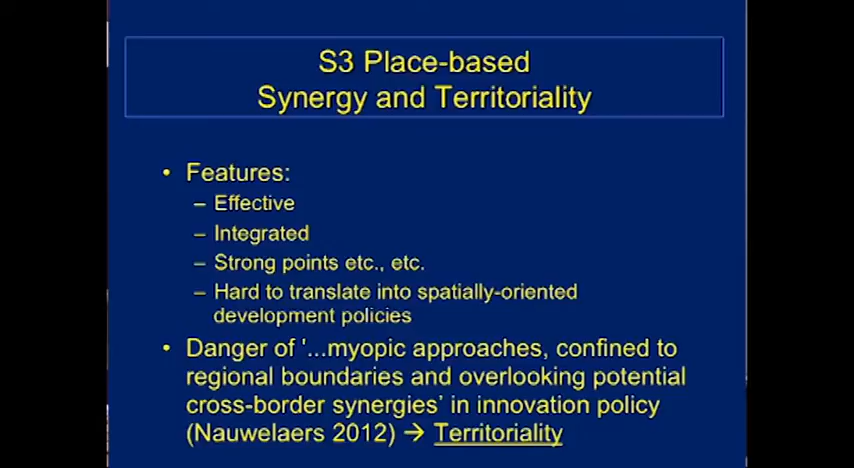 S3 Place-based
Synergy and Territoriality
• Features:
– Effective
– Integrated
– Strong points etc., etc.
– Hard to translate into spatially-oriented
development policies
• Danger of '...myopic approaches, confined to
regional boundaries and overlooking potential
cross-border synergies’ in innovation policy
(Nauwelaers 2012) → Territoriality